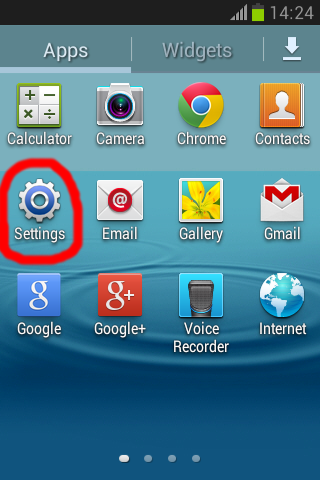 14:24
Apps Widgets
Calculator Camera Chrome Contacts
Settings Email Gallery Gmail
Google Google+ Voice Recorder Internet